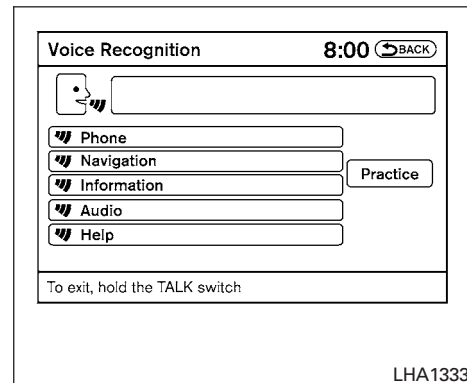 Voice Recognition 8:00 BACK
Phone
Navigation
Information
Audio
Help
Practice
To exit, hold the TALK switch
LHA1333